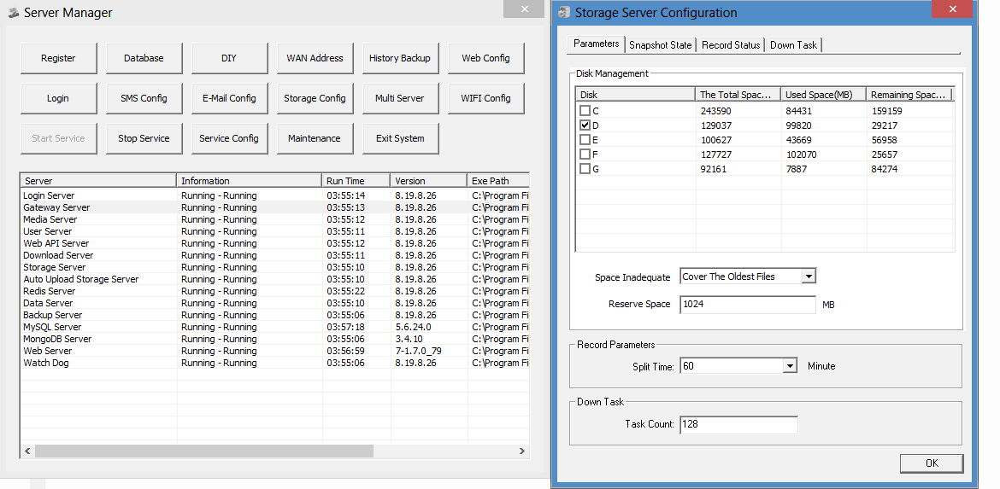 Server Manager
Register Database DIY WAN Address History Backup Web Config
Login SMS Config E-Mail Config Storage Config Multi Server WIFI Config
Start Service Stop Service Service Config Maintenance Exit System
Server Information Run Time Version Exe Path
Login Server Running - Running 03:55:14 8.19.8.26 C:\Program Fi
Gateway Server Running - Running 03:55:13 8.19.8.26 C:\Program Fi
Media Server Running - Running 03:55:12 8.19.8.26 C:\Program Fi
User Server Running - Running 03:55:11 8.19.8.26 C:\Program Fi
Web API Server Running - Running 03:55:12 8.19.8.26 C:\Program Fi
Download Server Running - Running 03:55:11 8.19.8.26 C:\Program Fi
Storage Server Running - Running 03:55:10 8.19.8.26 C:\Program Fi
Auto Upload Storage Server Running - Running 03:55:10 8.19.8.26 C:\Program Fi
Redis Server Running - Running 03:55:22 8.19.8.26 C:\Program Fi
Data Server Running - Running 03:55:10 8.19.8.26 C:\Program Fi
Backup Server Running - Running 03:55:06 8.19.8.26 C:\Program Fi
MySQL Server Running - Running 03:57:18 5.6.24.0 C:\Program Fi
MongoDB Server Running - Running 03:55:06 3.4.10 C:\Program Fi
Web Server Running - Running 03:56:59 7-1.7.0_79 C:\Program Fi
Watch Dog Running - Running 03:55:06 8.19.8.26 C:\Program Fi
Storage Server Configuration
Parameters Snapshot State Record Status Down Task
Disk Management
Disk The Total Spac... Used Space(MB) Remaining Spac...
C 243590 84431 159159
D 129037 99820 29217
E 100627 43669 56958
F 127727 102070 25657
G 92161 7887 84274
Space Inadequate Cover The Oldest Files
Reserve Space 1024 MB
Record Parameters
Split Time: 60 Minute
Down Task
Task Count: 128
OK